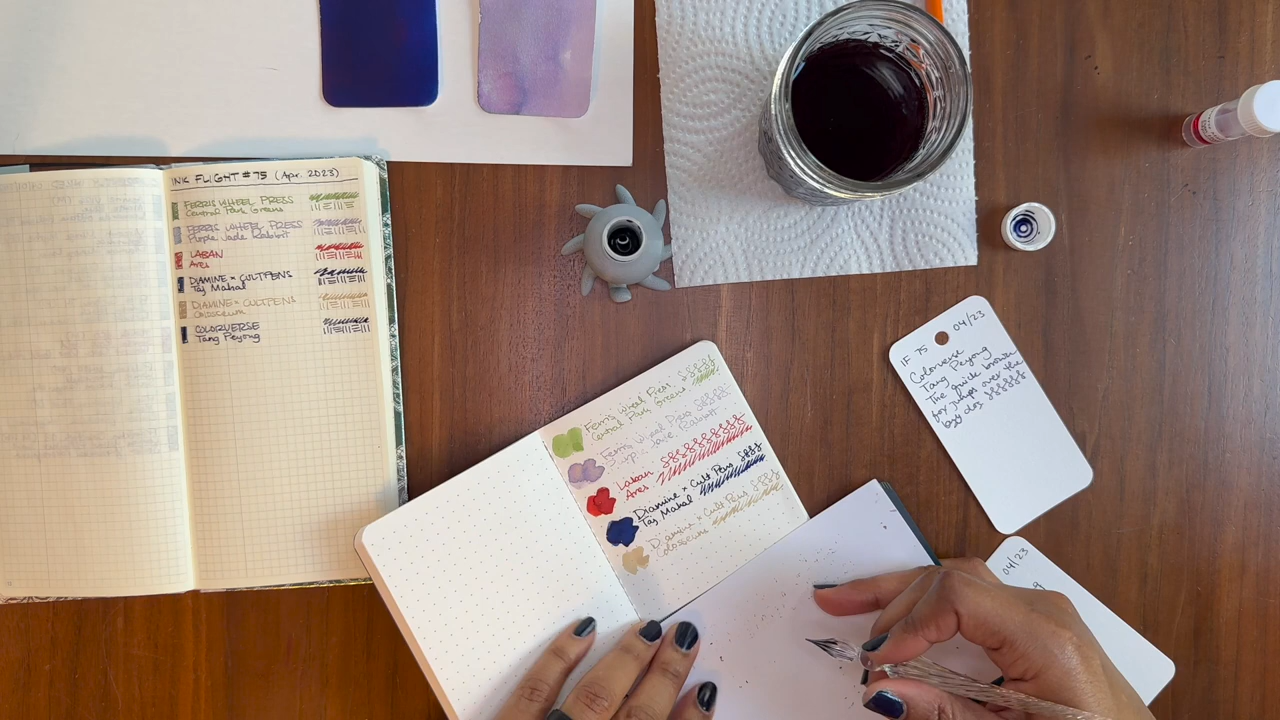 INK FLIGHT #75 (Apr. 2023)
FERRIS WHEEL PRESS
Central Park Greens
FERRIS WHEEL PRESS
Purple Jade Rabbit
LABAN
Ares
DIAMINE × CULTPENS
Taj Mahal
DIAMINE × CULTPENS
Colosseum
COLORVERSE
Tang Peyong
Ferris Wheel Press
Central Park Greens
Ferris Wheel Press
Jade Rabbit
Laban
Ares
Diamine × Cult Pens
Taj Mahal
Diamine × Cult Pens
Colosseum
IF 75 04/23
Colorverse
Tang Peyong
The quick brown
fox jumps over the
lazy dog
04/23